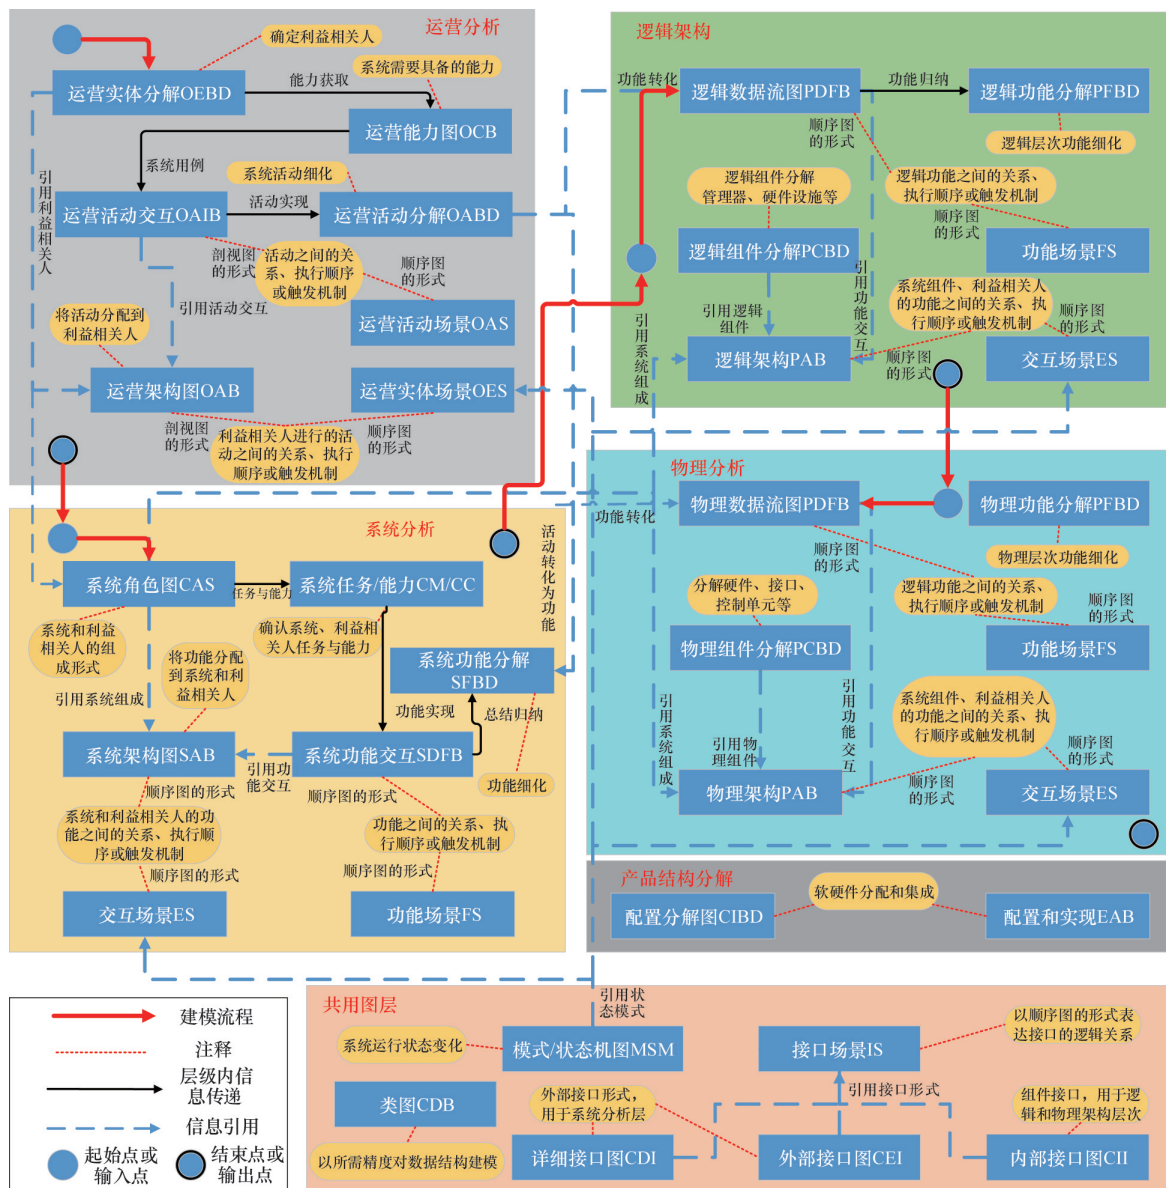 运营分析
确定利益相关人
系统需要具备的能力
运营实体分解OEBD
能力获取
运营能力图OCB
系统用例
系统活动细化
引用利益相关人
运营活动交互OAIB
活动实现
运营活动分解OABD
剖视图
的形式
活动之间的关
系、执行顺序
或触发机制
顺序图
的形式
引用活动交互
将活动分配到
利益相关人
运营活动场景OAS
运营架构图OAB
运营实体场景OES
剖视图
的形式
利益相关人进行的活
动之间的关系、执行
顺序或触发机制
顺序图
的形式
逻辑架构
功能转化
逻辑数据流图PDFB
功能归纳
逻辑功能分解PFBD
顺序图
的形式
逻辑层次功能细化
逻辑组件分解
管理器、硬件设施等
逻辑功能之间的关系、
执行顺序或触发机制
顺序图
的形式
逻辑组件分解PCBD
功能场景FS
引用功能交互
系统组件、利益相关人
的功能之间的关系、执
行顺序或触发机制
引用逻辑
组件
顺序图
的形式
引用系统组成
逻辑架构PAB
顺序图
的形式
交互场景ES
物理分析
功能转化
物理数据流图PDFB
物理功能分解PFBD
顺序图
的形式
物理层次功能细化
分解硬件、接口、
控制单元等
逻辑功能之间的关系、
执行顺序或触发机制
顺序图
的形式
物理组件分解PCBD
功能场景FS
引用功能交互
系统组件、利益相关人
的功能之间的关系、执
行顺序或触发机制
引用系统组成
引用物
理组件
顺序图
的形式
物理架构PAB
顺序图
的形式
交互场景ES
系统分析
活动转化为功能
系统角色图CAS
任务与能力
系统任务/能力CM/CC
系统和利益
相关人的组
成形式
确认系统、利益相
关人任务与能力
将功能分配
到系统和利
益相关人
系统功能分解
SFBD
引用系统组成
功能实现
总结归纳
系统架构图SAB
引用功
能交互
系统功能交互SDFB
功能细化
顺序图的形式
顺序图的形式
系统和利益相关人的功
能之间的关系、执行顺
序或触发机制
功能之间的关系、执
行顺序或触发机制
顺序图的形式
顺序图的形式
交互场景ES
功能场景FS
产品结构分解
软硬件分配和集成
配置分解图CIBD
配置和实现EAB
共用图层
引用状
态模式
系统运行状态变化
模式/状态机图MSM
接口场景IS
以顺序图的形式表
达接口的逻辑关系
类图CDB
外部接口形式，
用于系统分析层
引用接口形式
组件接口，用于逻
辑和物理架构层次
以所需精度对数据结构建模
详细接口图CDI
外部接口图CEI
内部接口图CII
建模流程
注释
层级内信
息传递
信息引用
起始点或
输入点
结束点或
输出点